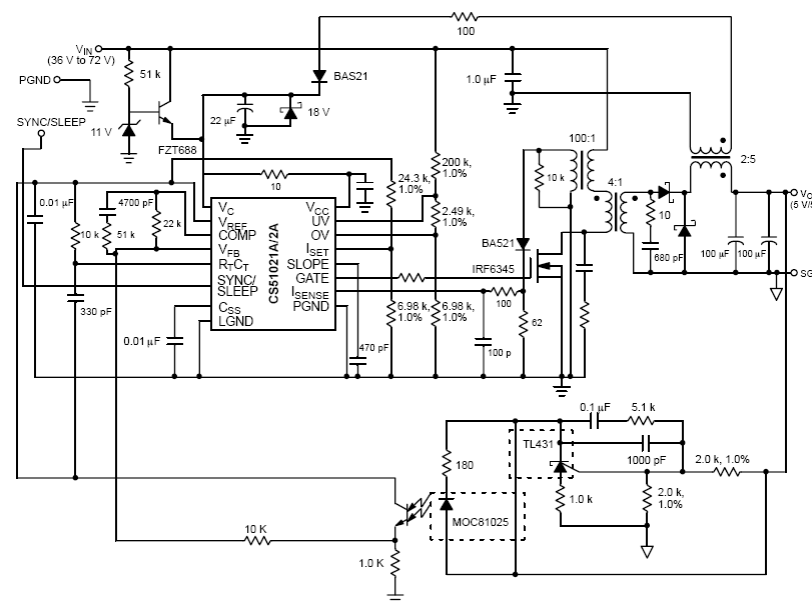 100
VIN
(36 V to 72 V)
PGND
SYNC/SLEEP
51 k
11 V
FZT688
BAS21
22 µF
18 V
1.0 µF
200 k,
1.0%
24.3 k,
1.0%
2.49 k,
1.0%
10
100:1
10 k
4:1
2:5
VO
(5 V/5
10
680 pF
100 µF
100 µF
SG
0.01 µF
4700 pF
22 k
10 k
51 k
330 pF
0.01 µF
VC
VREF
COMP
VFB
RTCT
SYNC/
SLEEP
CSS
LGND
CS51021A/2A
VCC
UV
OV
ISET
SLOPE
GATE
ISENSE
PGND
BA521
IRF6345
100
62
6.98 k,
1.0%
6.98 k,
1.0%
470 pF
100 p
0.1 µF
5.1 k
TL431
1000 pF
2.0 k, 1.0%
180
1.0 k
2.0 k,
1.0%
MOC81025
10 K
1.0 K